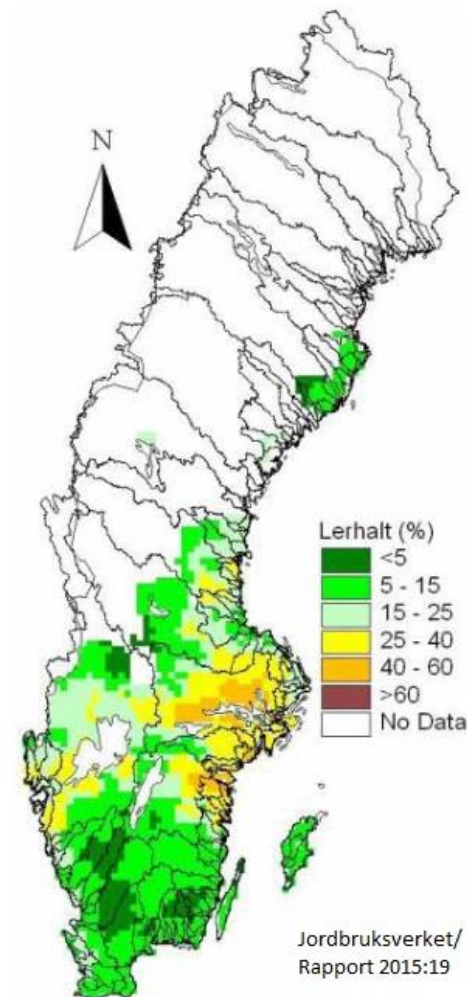 N
Lerhalt (%)
<5
5 - 15
15 - 25
25 - 40
40 - 60
>60
No Data
Jordbruksverket/
Rapport 2015:19